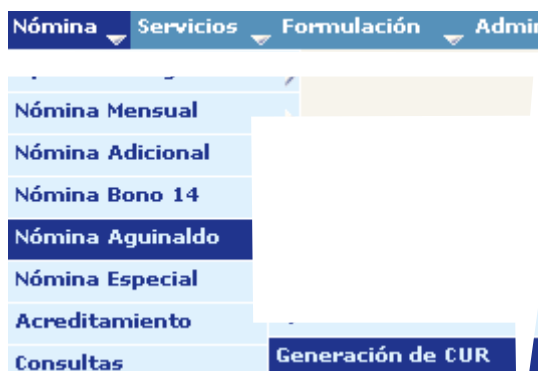 Nómina Servicios Formulación
Nómina Mensual
Nómina Adicional
Nómina Bono 14
Nómina Aguinaldo
Nómina Especial
Acreditamiento
Consultas
Generación de CUR